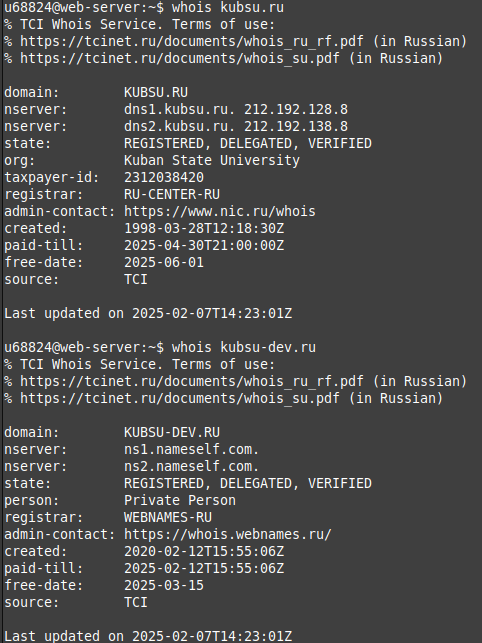 u68824@web-server:~$ whois kubsu.ru
% TCI Whois Service. Terms of use:
% https://tcinet.ru/documents/whois_ru_rf.pdf (in Russian)
% https://tcinet.ru/documents/whois_su.pdf (in Russian)

domain:        KUBSU.RU
nserver:       dns1.kubsu.ru. 212.192.128.8
nserver:       dns2.kubsu.ru. 212.192.138.8
state:         REGISTERED, DELEGATED, VERIFIED
org:           Kuban State University
taxpayer-id:   2312038420
registrar:     RU-CENTER-RU
admin-contact: https://www.nic.ru/whois
created:       1998-03-28T12:18:30Z
paid-till:     2025-04-30T21:00:00Z
free-date:     2025-06-01
source:        TCI

Last updated on 2025-02-07T14:23:01Z

u68824@web-server:~$ whois kubsu-dev.ru
% TCI Whois Service. Terms of use:
% https://tcinet.ru/documents/whois_ru_rf.pdf (in Russian)
% https://tcinet.ru/documents/whois_su.pdf (in Russian)

domain:        KUBSU-DEV.RU
nserver:       ns1.nameself.com.
nserver:       ns2.nameself.com.
state:         REGISTERED, DELEGATED, VERIFIED
person:        Private Person
registrar:     WEBNAMES-RU
admin-contact: https://whois.webnames.ru/
created:       2020-02-12T15:55:06Z
paid-till:     2025-02-12T15:55:06Z
free-date:     2025-03-15
source:        TCI

Last updated on 2025-02-07T14:23:01Z